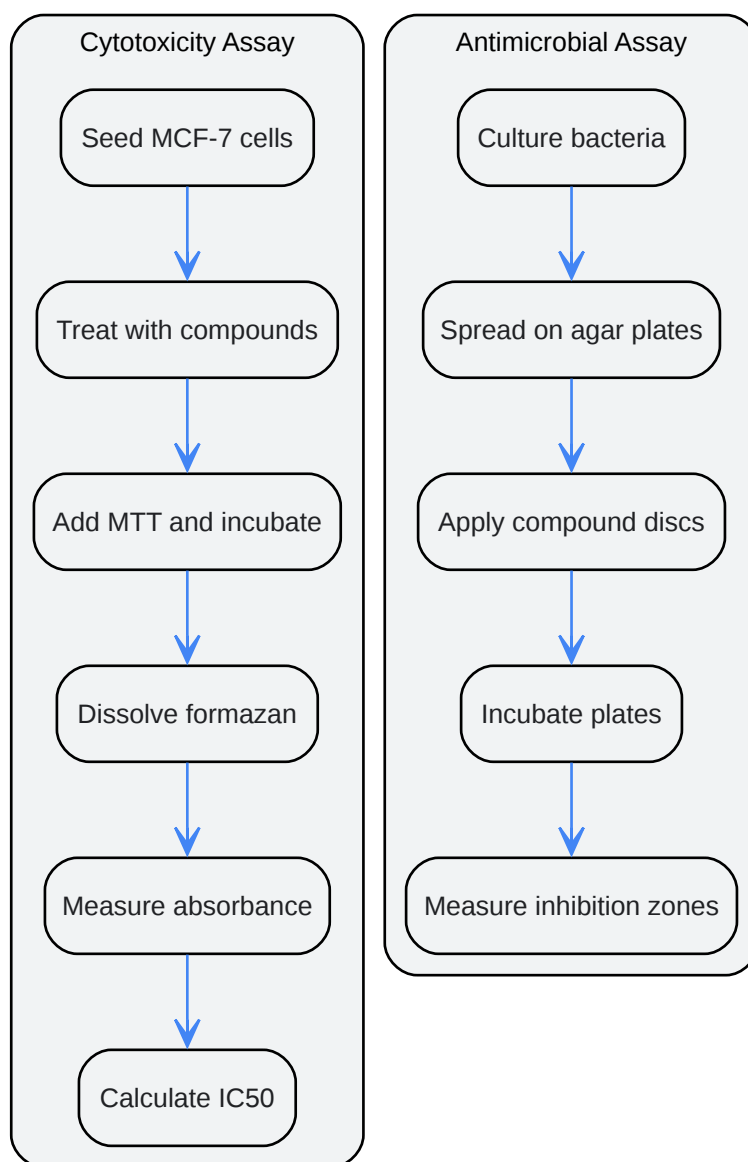 Cytotoxicity Assay
Seed MCF-7 cells
Treat with compounds
Add MTT and incubate
Dissolve formazan
Measure absorbance
Calculate IC50
Antimicrobial Assay
Culture bacteria
Spread on agar plates
Apply compound discs
Incubate plates
Measure inhibition zones